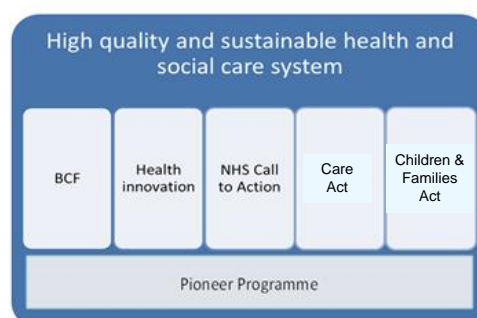 High quality and sustainable health and
social care system
BCF
Health
innovation
NHS Call
to Action
Care
Act
Children &
Families
Act
Pioneer Programme